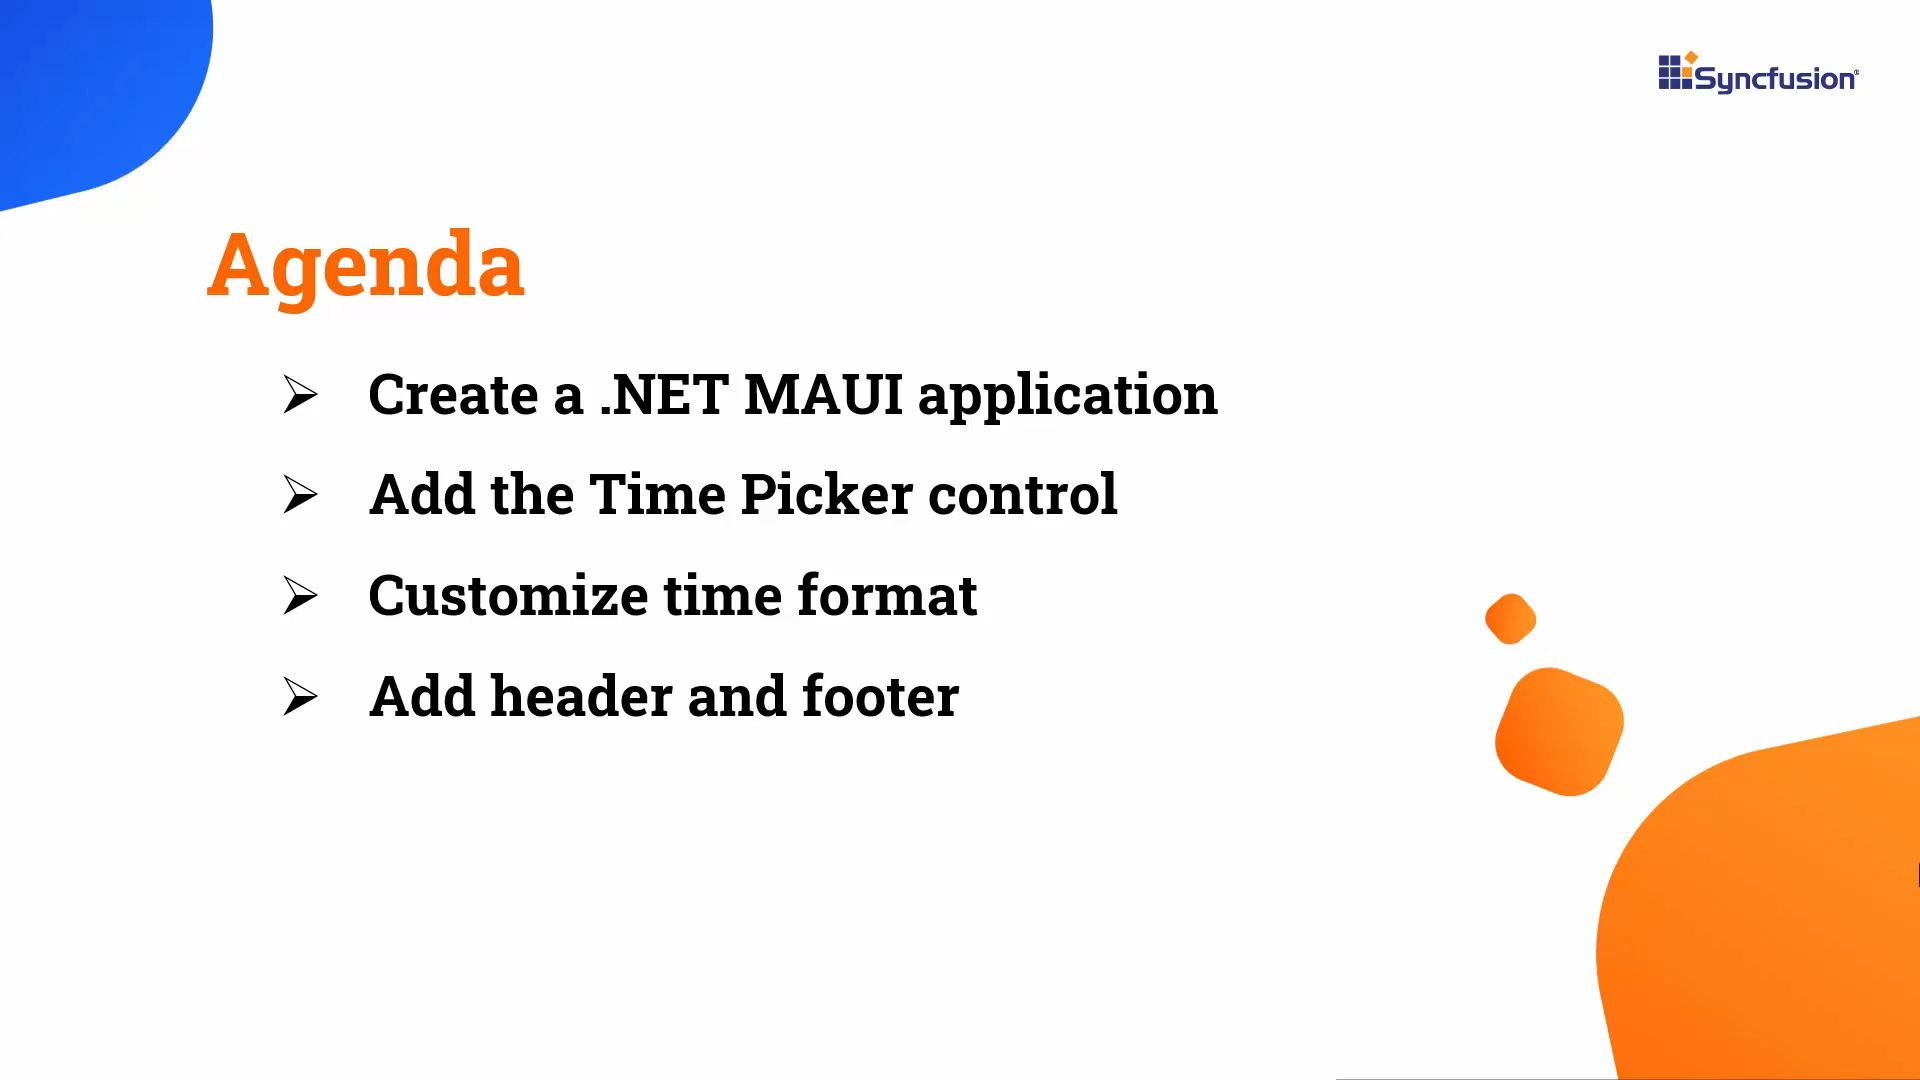 Syncfusion®
Agenda
➢ Create a .NET MAUI application
➢ Add the Time Picker control
➢ Customize time format
➢ Add header and footer